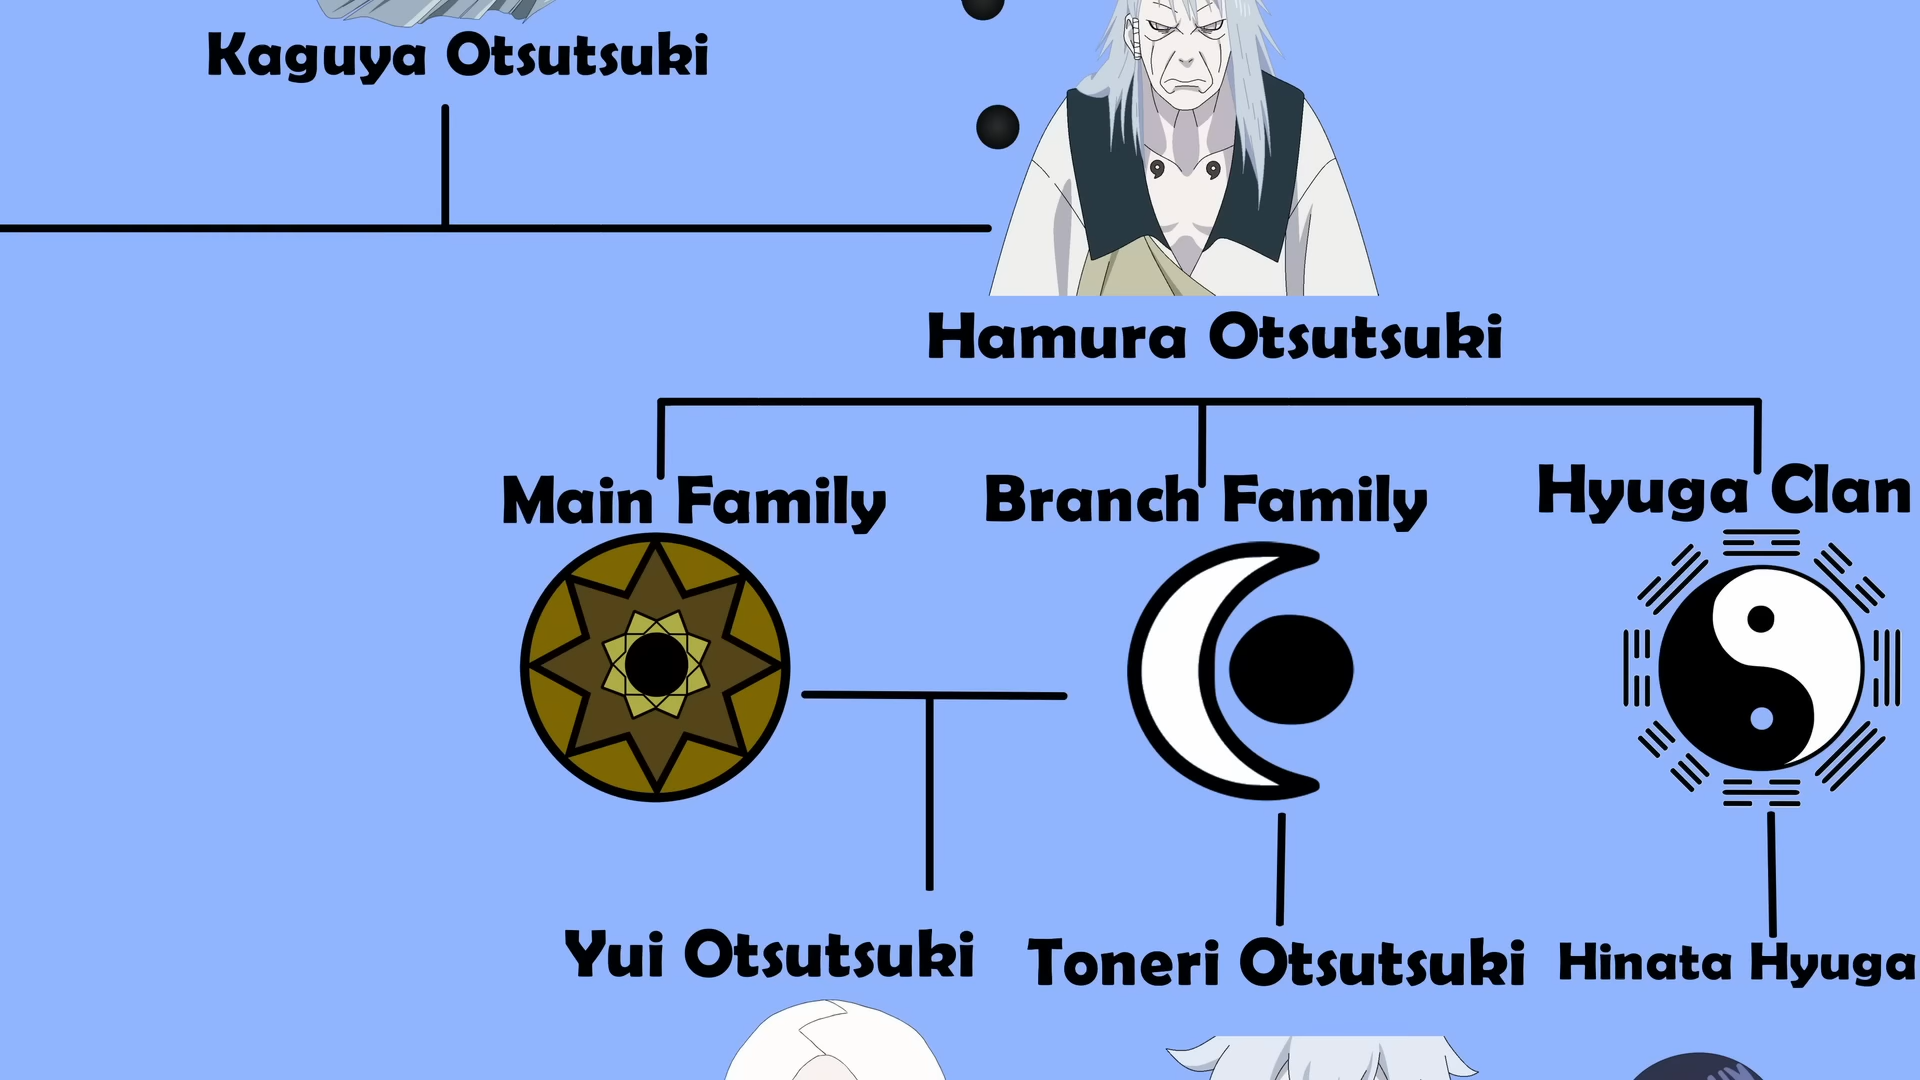 Kaguya Otsutsuki
Hamura Otsutsuki
Main Family
Branch Family
Hyuga Clan
Yui Otsutsuki
Toneri Otsutsuki
Hinata Hyuga